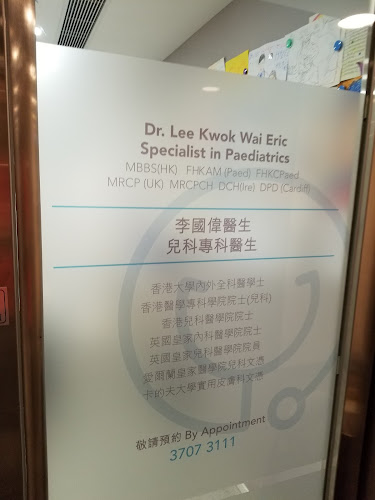 Dr. Lee Kwok Wai Eric
Specialist in Paediatrics
MBBS(HK) FHKAM (Paed) FHKCPaed
MRCP (UK) MRCPCH DCH(Ire) DPD (Cardiff)
李國偉醫生
兒科專科醫生
香港大學內外全科醫學士
香港醫學專科學院院士(兒科)
香港兒科醫學院院士
英國皇家內科醫學院院士
英國皇家兒科醫學院院員
愛爾蘭皇家醫學院兒科文憑
卡的夫大學實用皮膚科文憑
敬請預約 By Appointment
3707 3111